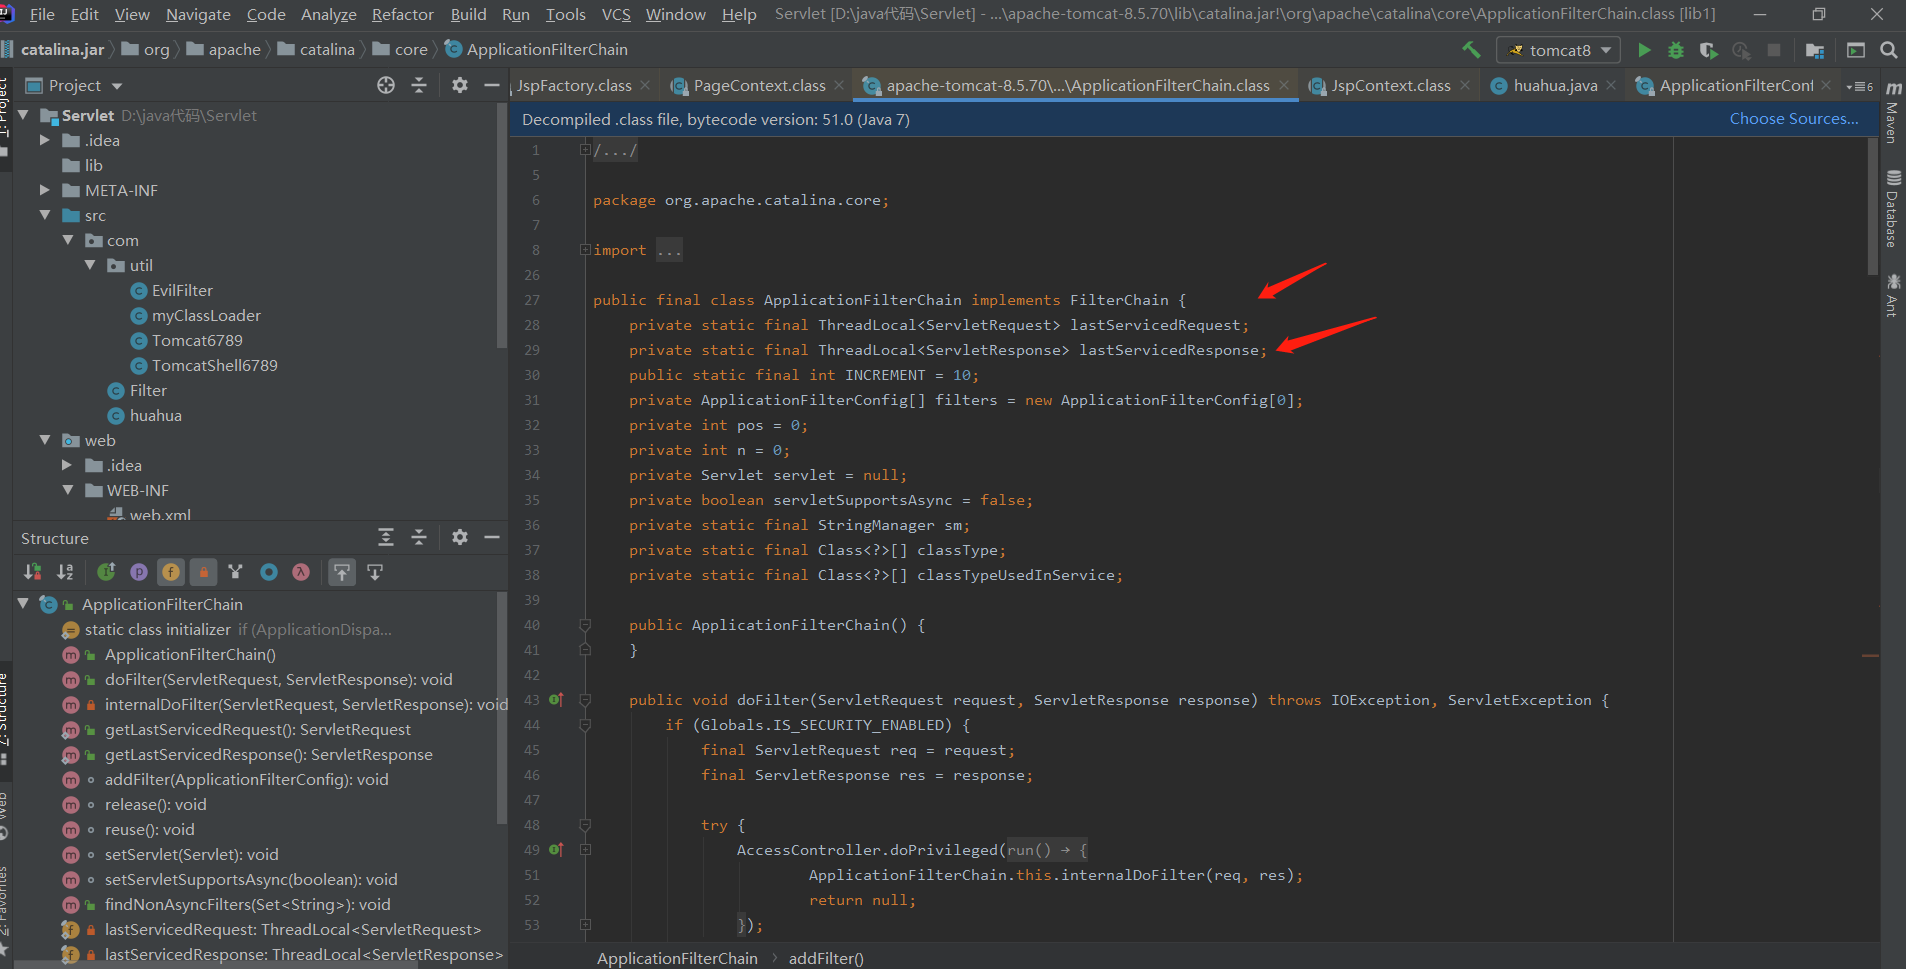 File Edit View Navigate Code Analyze Refactor Build Run Tools VCS Window Help Servlet [D:\java代码\Servlet] - ...\apache-tomcat-8.5.70\lib\catalina.jar!\org\apache\catalina\core\ApplicationFilterChain.class [lib1]
catalina.jar org apache catalina core ApplicationFilterChain tomcat8
Project JspFactory.class PageContext.class apache-tomcat-8.5.70\...\ApplicationFilterChain.class JspContext.class huahua.java ApplicationFilterConf 6
1: Project
Servlet D:\java代码\Servlet
.idea
lib
META-INF
src
com
util
EvilFilter
myClassLoader
Tomcat6789
TomcatShell6789
Filter
huahua
web
.idea
WEB-INF
web.xml
Structure
ApplicationFilterChain
static class initializer if (ApplicationDispa...
ApplicationFilterChain()
doFilter(ServletRequest, ServletResponse): void
internalDoFilter(ServletRequest, ServletResponse): void
getLastServicedRequest(): ServletRequest
getLastServicedResponse(): ServletResponse
addFilter(ApplicationFilterConfig): void
release(): void
reuse(): void
setServlet(Servlet): void
setServletSupportsAsync(boolean): void
findNonAsyncFilters(Set<String>): void
lastServicedRequest: ThreadLocal<ServletRequest>
lastServicedResponse: ThreadLocal<ServletResponse>
7: Structure
Web
2: Favorites
Decompiled .class file, bytecode version: 51.0 (Java 7) Choose Sources...
1 /.../
5
6 package org.apache.catalina.core;
7
8 import ...
26
27 public final class ApplicationFilterChain implements FilterChain {
28 private static final ThreadLocal<ServletRequest> lastServicedRequest;
29 private static final ThreadLocal<ServletResponse> lastServicedResponse;
30 public static final int INCREMENT = 10;
31 private ApplicationFilterConfig[] filters = new ApplicationFilterConfig[0];
32 private int pos = 0;
33 private int n = 0;
34 private Servlet servlet = null;
35 private boolean servletSupportsAsync = false;
36 private static final StringManager sm;
37 private static final Class<?>[] classType;
38 private static final Class<?>[] classTypeUsedInService;
39
40 public ApplicationFilterChain() {
41 }
42
43 public void doFilter(ServletRequest request, ServletResponse response) throws IOException, ServletException {
44 if (Globals.IS_SECURITY_ENABLED) {
45 final ServletRequest req = request;
46 final ServletResponse res = response;
47
48 try {
49 AccessController.doPrivileged(run() → {
51 ApplicationFilterChain.this.internalDoFilter(req, res);
52 return null;
53 });
ApplicationFilterChain addFilter()
m Maven
Database
Ant